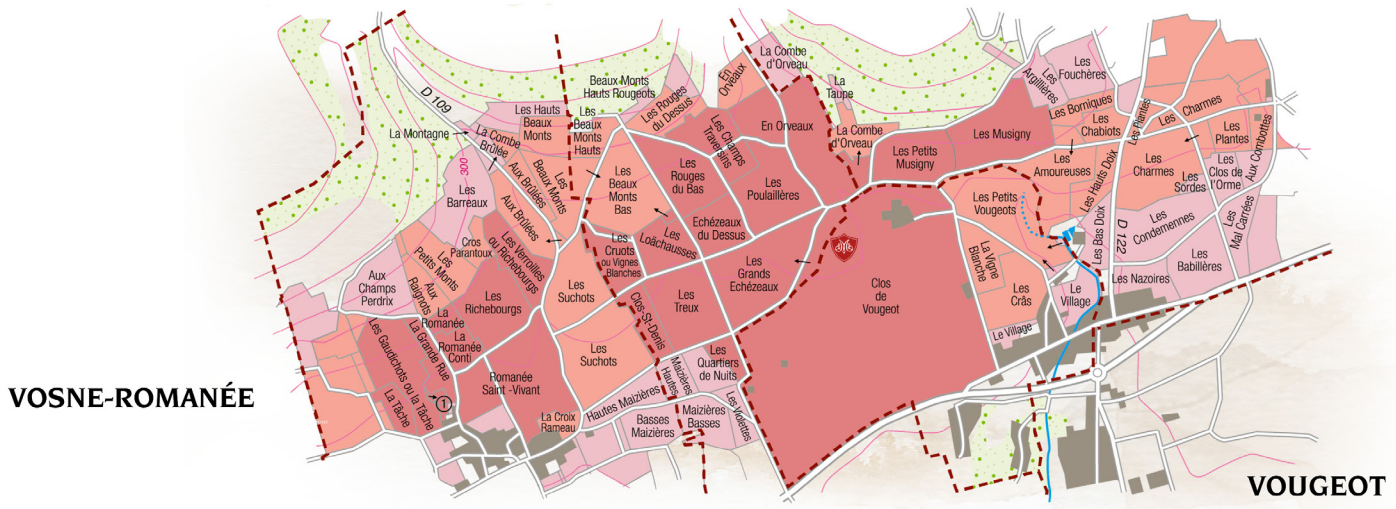 VOSNE-ROMANÉE
VOUGEOT
D 109
La Montagne
300
Les
Barreaux
Aux
Champs
Perdrix
Les Hauts
Beaux
Monts
La Combe
Brûlée
Aux Brûlées
Les
Beaux Monts
Aux Brûlées
Les Verroilles
ou Richebourgs
Cros
Parantoux
Les
Petits Monts
Aux
Raignots
La
Romanée
La
Romanée
Conti
Les
Richebourgs
La Grande Rue
Les Gaudichots ou la Tâche
La Tâche
1
Romanée
Saint -Vivant
La Croix
Rameau
Les
Suchots
Les
Suchots
Hautes Maizières
Basses
Maizières
Les
Beaux
Monts
Hauts
Beaux Monts
Hauts Rougeots
Les Rouges
du Dessus
En
Orveaux
La Combe
d'Orveau
Les
Beaux
Monts
Bas
Les
Rouges
du Bas
Les Champs
Traversins
En Orveaux
Les
Poulaillères
Echézeaux
du Dessus
Les
Loächausses
Les
Cruots
ou Vignes
Blanches
Clos-St-Denis
Les
Treux
Les
Grands
Echézeaux
Les
Quartiers
de Nuits
Maizières
Hautes
Maizières
Basses
Les Violettes
La
Taupe
La Combe
d'Orveau
Les Petits
Musigny
Les Musigny
Les
Argillières
Les
Fouchères
Les Borniques
Les
Chabiots
Les Plantes
Les Charmes
Les
Plantes
Les
Amoureuses
Les Hauts Doix
Les
Charmes
Les
Sordes
Les
Clos de
l'Orme
Aux Combottes
Les Petits
Vougeots
La Vigne
Blanche
Les
Crâs
Clos
de
Vougeot
Les Bas Doix
D 122
Les
Condemennes
Les
Mal Carrées
Les
Babillères
Les Nazoires
Le
Village
Le Village